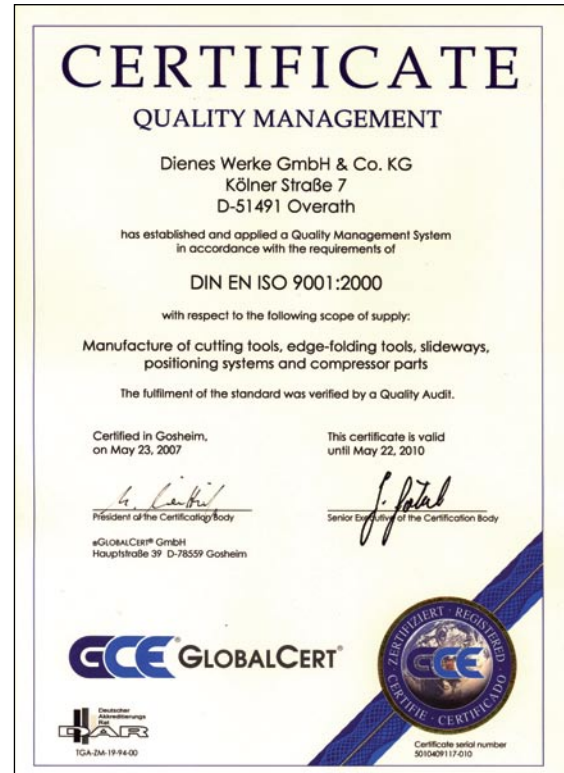 CERTIFICATE
QUALITY MANAGEMENT
Dienes Werke GmbH & Co. KG
Kölner Straße 7
D-51491 Overath
has established and applied a Quality Management System
in accordance with the requirements of
DIN EN ISO 9001:2000
with respect to the following scope of supply:
Manufacture of cutting tools, edge-folding tools, slideways,
positioning systems and compressor parts
The fulfilment of the standard was verified by a Quality Audit.
Certified in Gosheim,
on May 23, 2007
This certificate is valid
until May 22, 2010
President of the Certification Body
Senior Executive of the Certification Body
GLOBALCERT® GmbH
Hauptstraße 39 D-78559 Gosheim
GCE® GLOBALCERT®
ZERTIFIZIERT · REGISTERED
GCE
CERTIFIE · CERTIFICADO
Deutscher
Akkreditierungs
Rat
DAR
TGA-ZM-19-94-00
Certificate serial number
5010409117-010